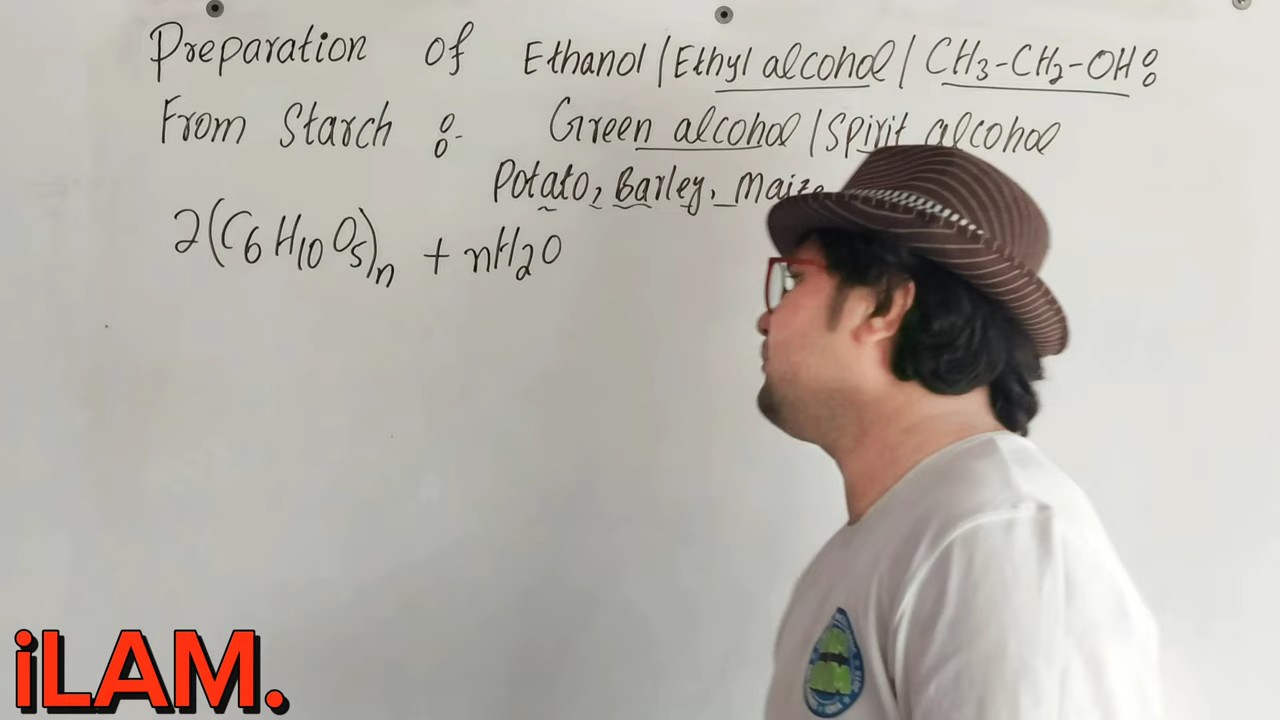 Preparation of Ethanol / Ethyl alcohol / CH3-CH2-OH :
From Starch :- Green alcohol / Spirit alcohol
Potato, Barley, Maize
2(C6H10O5)n + nH2O
iLAM.